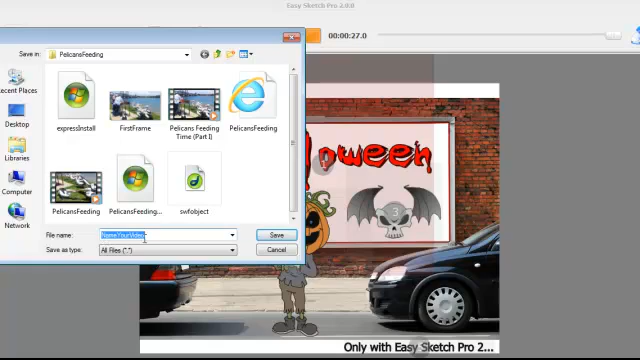 Easy Sketch Pro 2.0.0
Save in:
PelicansFeeding
00:00:27.0
Recent Places
Desktop
Libraries
Computer
Network
expressInstall
FirstFrame
Pelicans Feeding
Time (Part I)
PelicansFeeding
PelicansFeeding
PelicansFeeding...
swfobject
File name:
NameYourVideo
Save
Save as type:
All Files (*.*)
Cancel
loween
3
Only with Easy Sketch Pro 2...